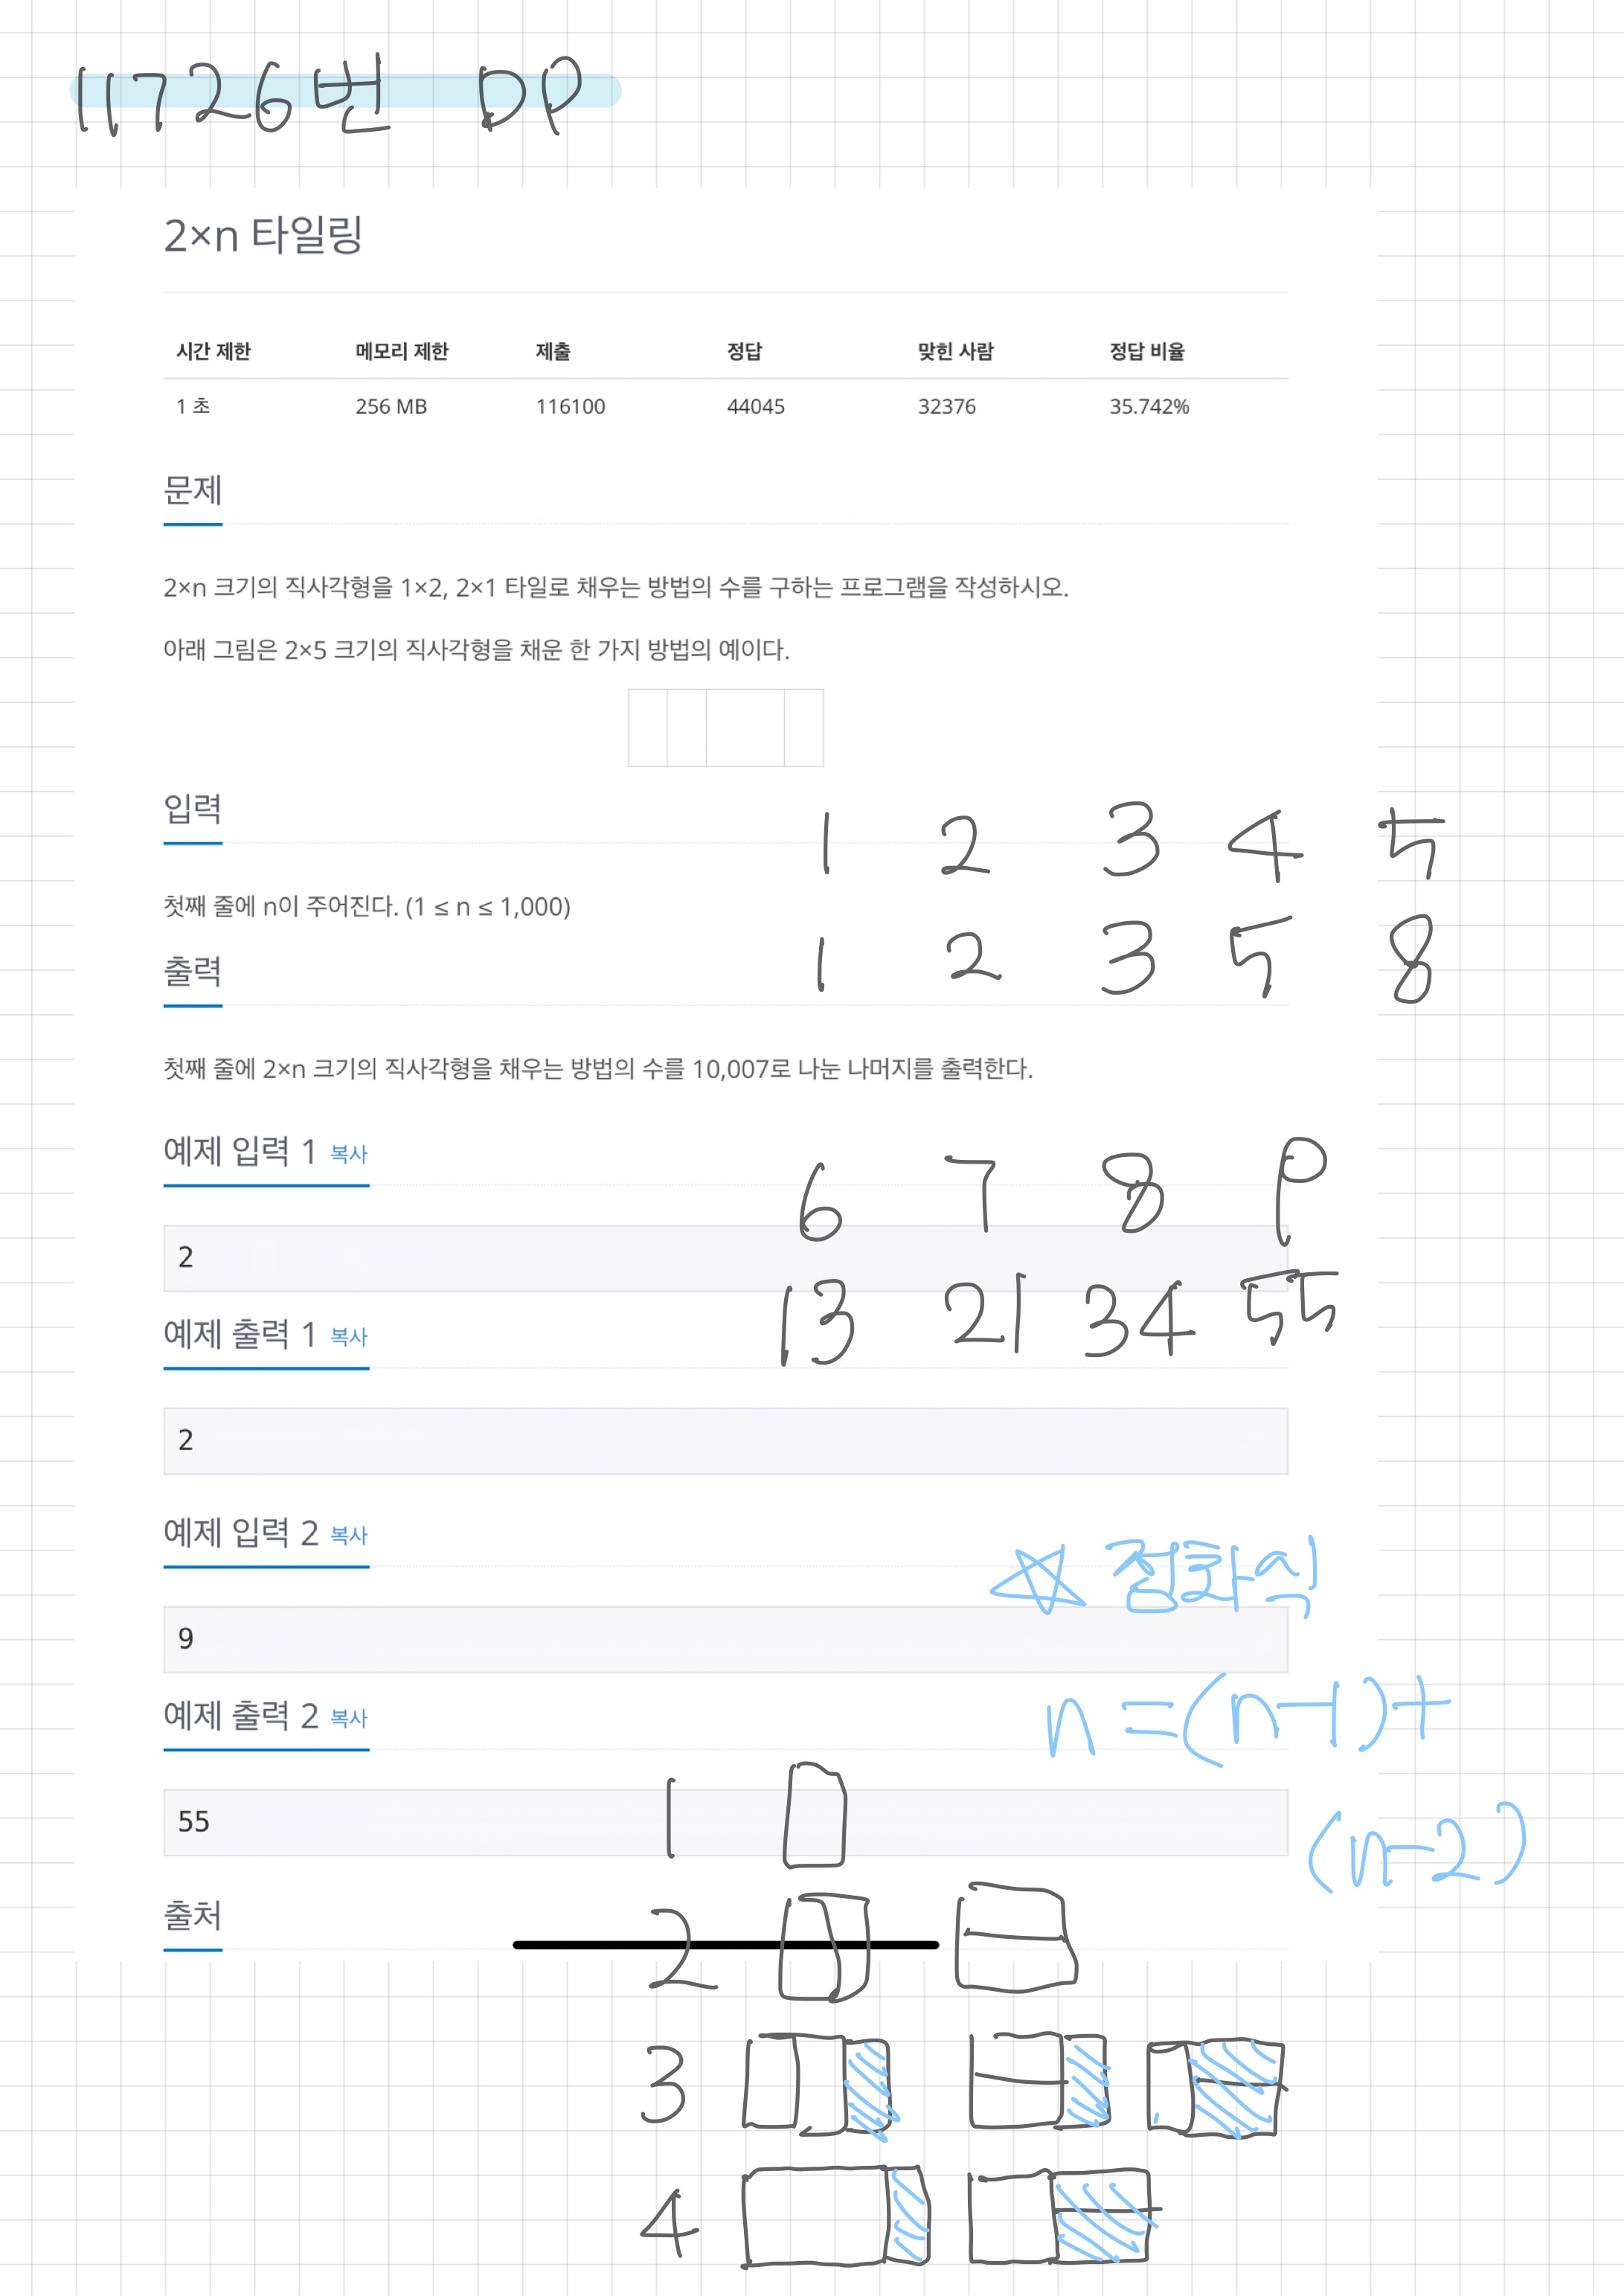 11726번 DP
2×n 타일링
시간 제한 메모리 제한 제출 정답 맞힌 사람 정답 비율
1 초 256 MB 116100 44045 32376 35.742%
문제
2×n 크기의 직사각형을 1×2, 2×1 타일로 채우는 방법의 수를 구하는 프로그램을 작성하시오.
아래 그림은 2×5 크기의 직사각형을 채운 한 가지 방법의 예이다.
입력
1 2 3 4 5
첫째 줄에 n이 주어진다. (1 ≤ n ≤ 1,000)
출력
1 2 3 5 8
첫째 줄에 2×n 크기의 직사각형을 채우는 방법의 수를 10,007로 나눈 나머지를 출력한다.
예제 입력 1 복사
6 7 8 9
2
예제 출력 1 복사
13 21 34 55
2
예제 입력 2 복사
☆ 점화식
9
예제 출력 2 복사
n = (n-1) +
(n-2)
55
1
출처
2
3
4